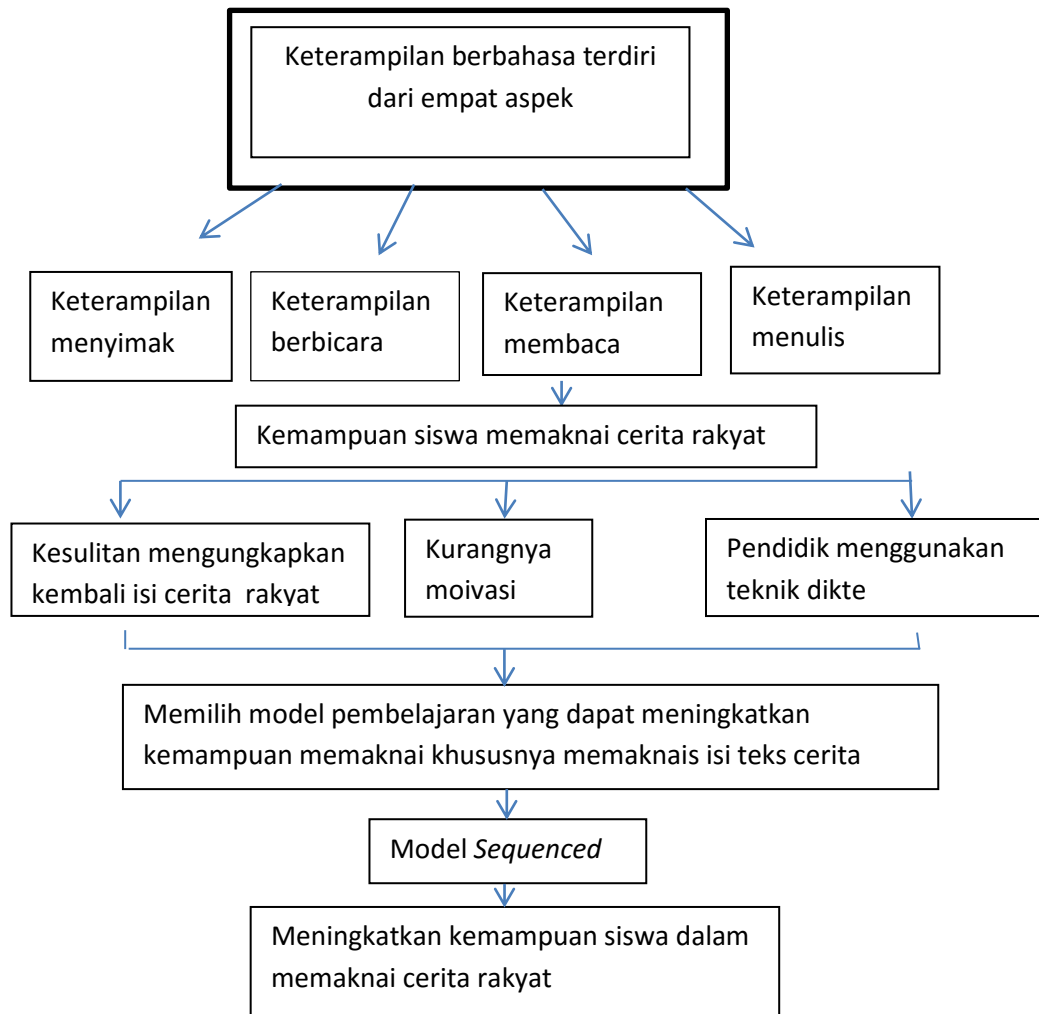 Keterampilan berbahasa terdiri
dari empat aspek
Keterampilan
menyimak
Keterampilan
berbicara
Keterampilan
membaca
Keterampilan
menulis
Kemampuan siswa memaknai cerita rakyat
Kesulitan mengungkapkan
kembali isi cerita  rakyat
Kurangnya
moivasi
Pendidik menggunakan
teknik dikte
Memilih model pembelajaran yang dapat meningkatkan
kemampuan memaknai khususnya memaknais isi teks cerita
Model Sequenced
Meningkatkan kemampuan siswa dalam
memaknai cerita rakyat